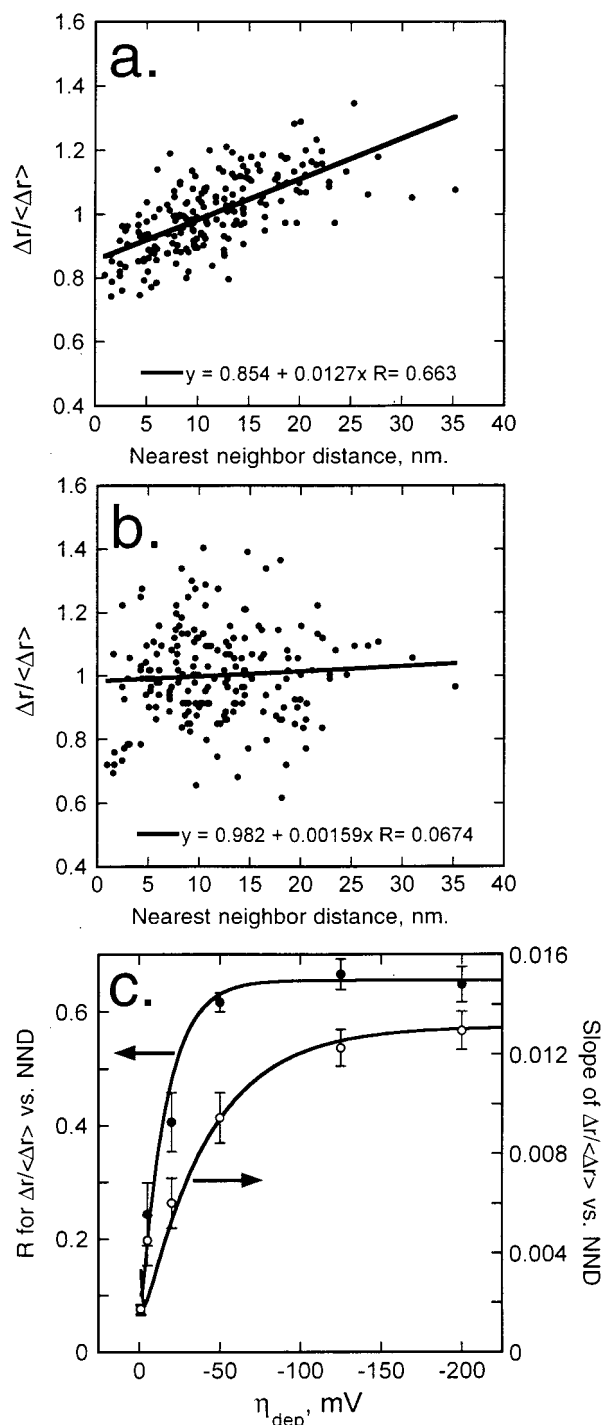 a.
1.6
1.4
1.2
1
0.8
0.6
0.4
Δr/<Δr>
y = 0.854 + 0.0127x R= 0.663
0 5 10 15 20 25 30 35 40
Nearest neighbor distance, nm.
b.
1.6
1.4
1.2
1
0.8
0.6
0.4
Δr/<Δr>
y = 0.982 + 0.00159x R= 0.0674
0 5 10 15 20 25 30 35 40
Nearest neighbor distance, nm.
c.
0.6
0.4
0.2
0
R for Δr/<Δr> vs. NND
0.016
0.012
0.008
0.004
0
Slope of Δr/<Δr> vs. NND
0 -50 -100 -150 -200
ηdep, mV